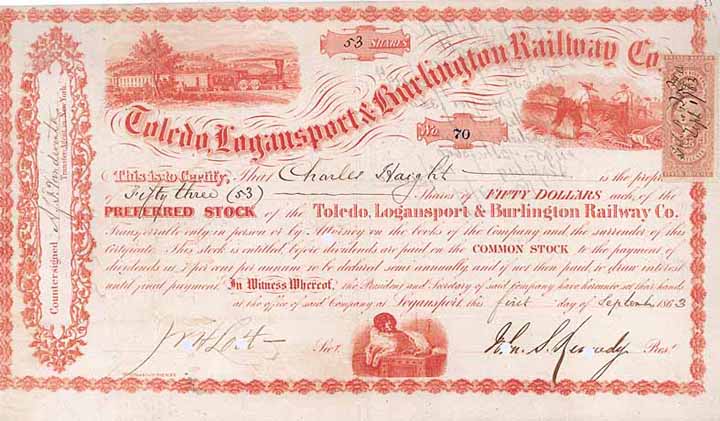 53 SHARES
Toledo, Logansport & Burlington Railway Co.
No. 70
This is to Certify, That Charles Haight is the propr
of Fifty three (53) Shares of FIFTY DOLLARS each, of the
PREFERRED STOCK of the Toledo, Logansport & Burlington Railway Co.
Transferrable only in person or by Attorney on the books of the Company and the surrender of this
Certificate. This stock is entitled, before dividends are paid on the COMMON STOCK to the payment of
dividends at 7 per cent per annum to be declared semi annually, and if not then paid, to draw interest
until final payment. In Witness Whereof, the President and Secretary of said Company have hereunto set their hands
at the office of said Company at Logansport this first day of September 1863
Secy.
Prest
Countersigned
Transfer Agent in New York.